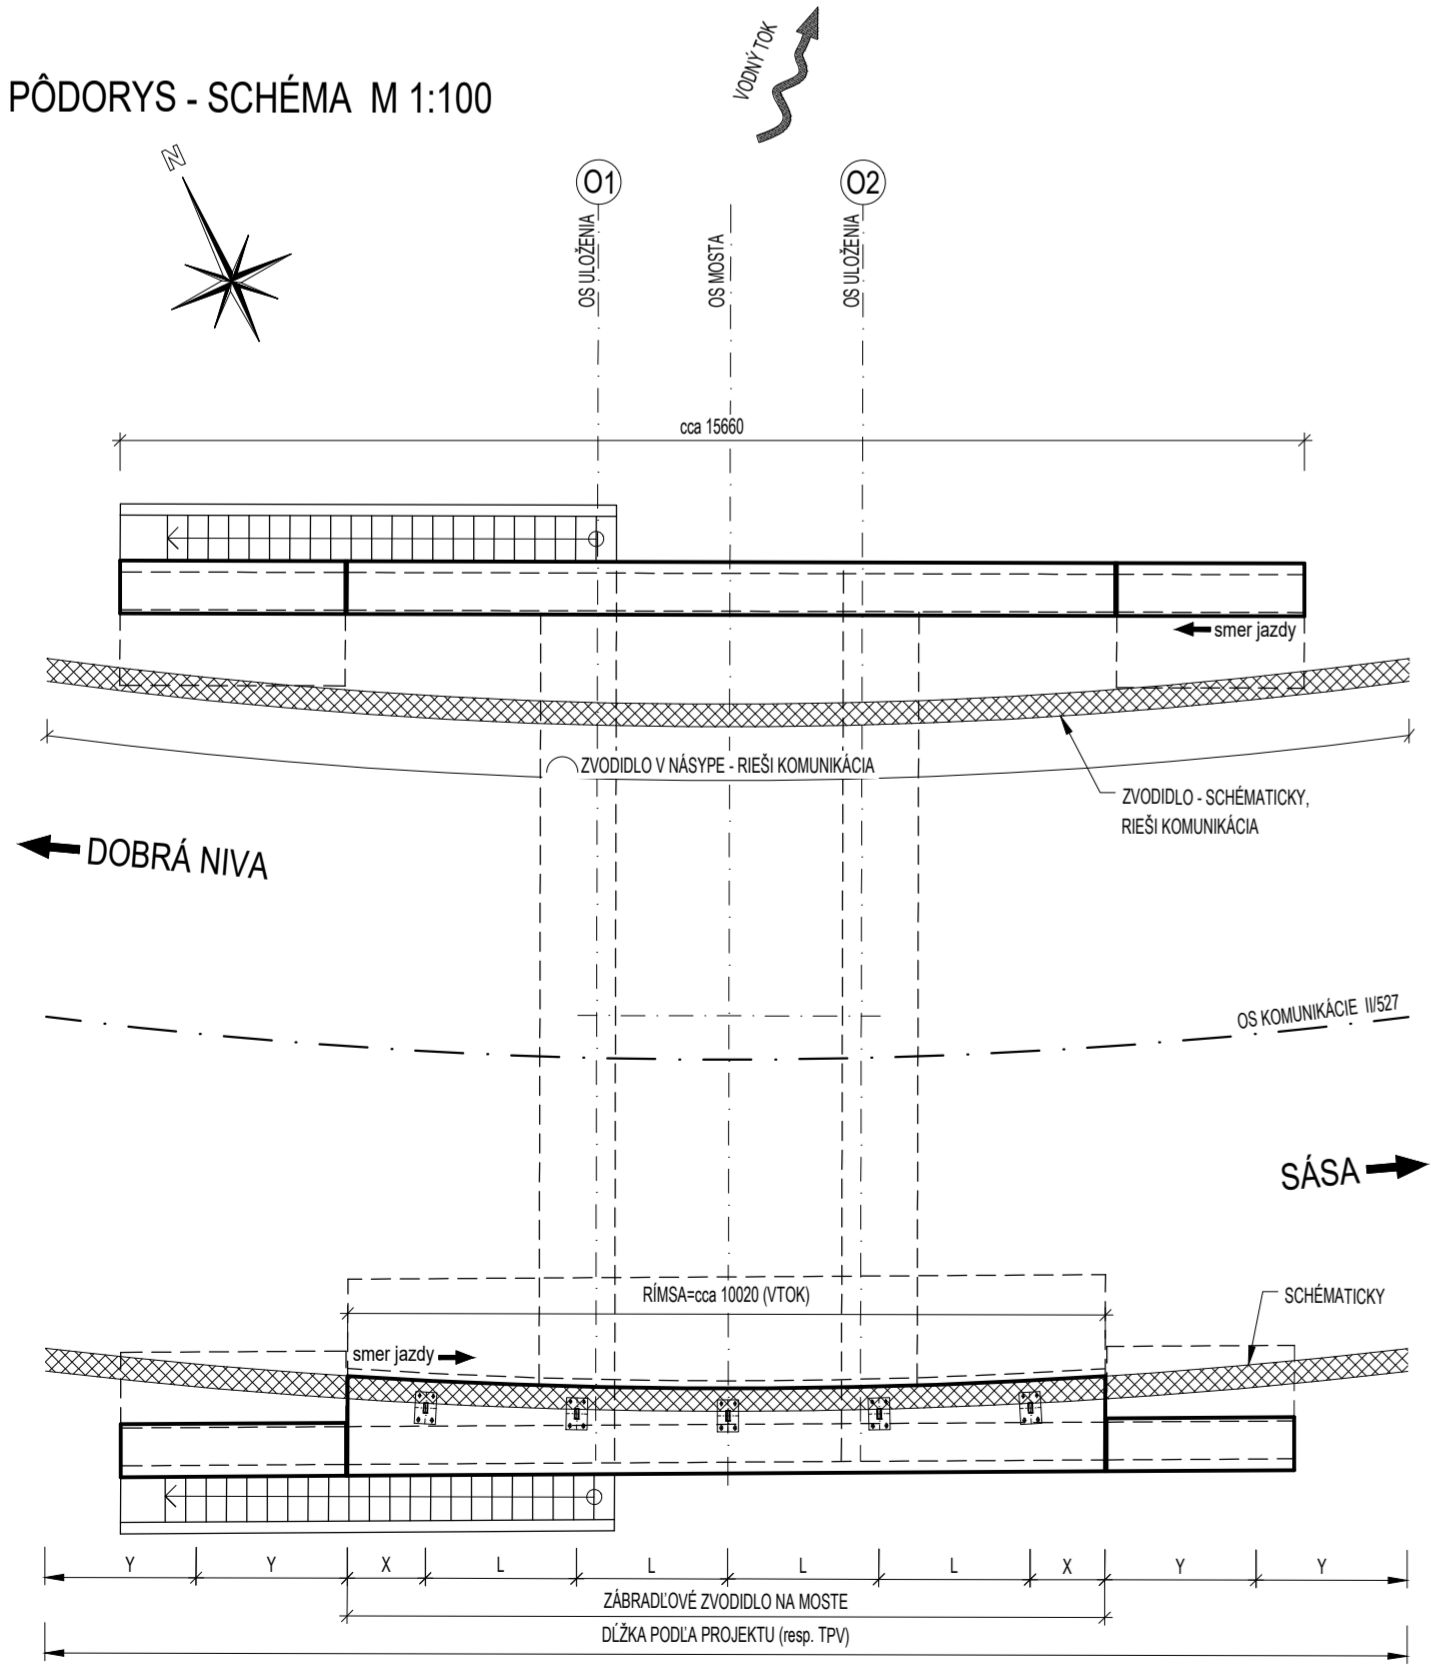 VODNÝ TOK
PÔDORYS - SCHÉMA M 1:100
N
O1
O2
OS ULOŽENIA
OS MOSTA
OS ULOŽENIA
cca 15660
smer jazdy
ZVODIDLO V NÁSYPE - RIEŠI KOMUNIKÁCIA
ZVODIDLO - SCHÉMATICKY,
RIEŠI KOMUNIKÁCIA
DOBRÁ NIVA
OS KOMUNIKÁCIE II/527
SÁSA
RÍMSA=cca 10020 (VTOK)
SCHÉMATICKY
smer jazdy
Y Y X L L L L X Y Y
ZÁBRADĽOVÉ ZVODIDLO NA MOSTE
DĹŽKA PODĽA PROJEKTU (resp. TPV)